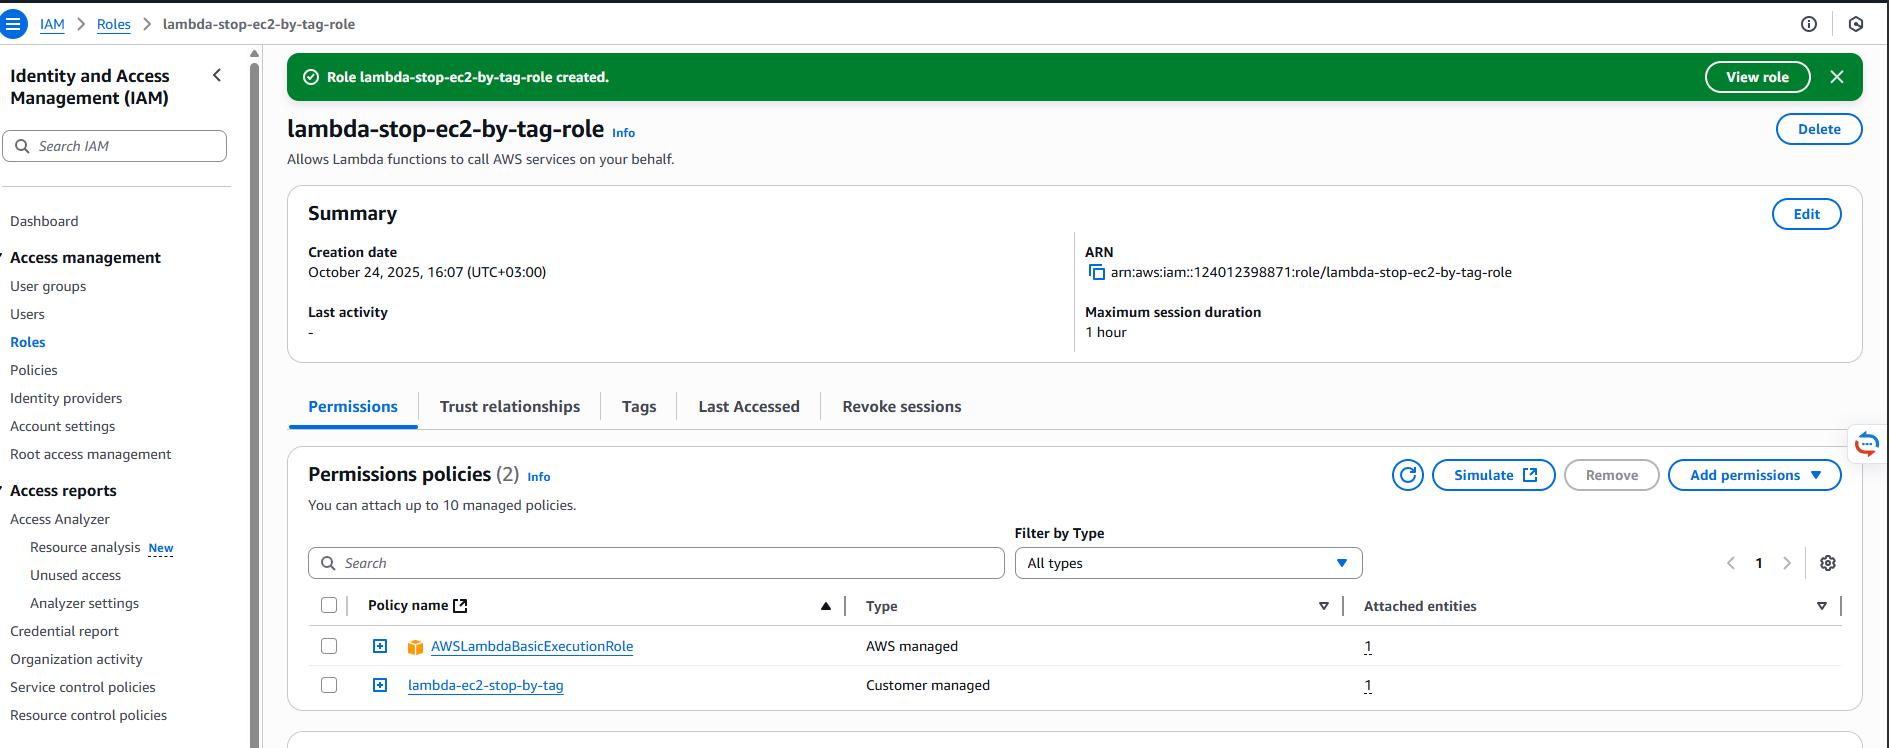 IAM > Roles > lambda-stop-ec2-by-tag-role
Identity and Access
Management (IAM)
Search IAM
Dashboard
Access management
User groups
Users
Roles
Policies
Identity providers
Account settings
Root access management
Access reports
Access Analyzer
Resource analysis New
Unused access
Analyzer settings
Credential report
Organization activity
Service control policies
Resource control policies
Role lambda-stop-ec2-by-tag-role created.
View role
lambda-stop-ec2-by-tag-role Info
Delete
Allows Lambda functions to call AWS services on your behalf.
Summary
Edit
Creation date
October 24, 2025, 16:07 (UTC+03:00)
ARN
arn:aws:iam::124012398871:role/lambda-stop-ec2-by-tag-role
Last activity
-
Maximum session duration
1 hour
Permissions
Trust relationships
Tags
Last Accessed
Revoke sessions
Permissions policies (2) Info
Simulate
Remove
Add permissions
You can attach up to 10 managed policies.
Filter by Type
Search
All types
1
Policy name
Type
Attached entities
AWSLambdaBasicExecutionRole
AWS managed
1
lambda-ec2-stop-by-tag
Customer managed
1